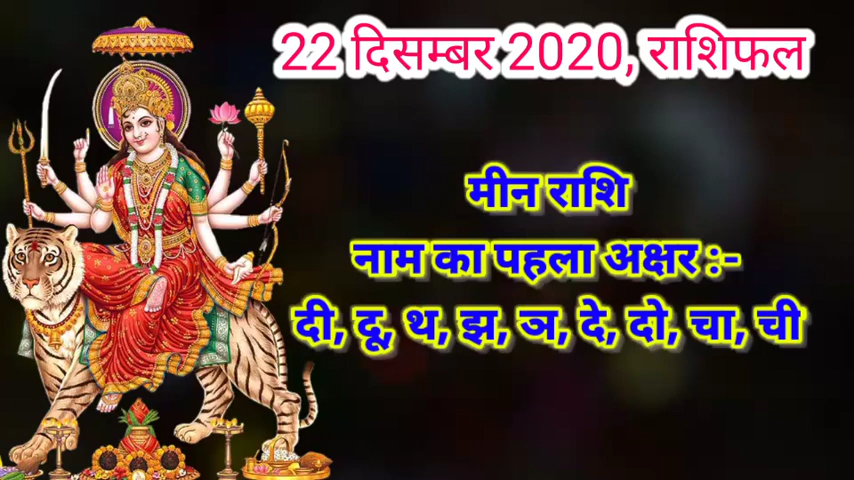 22 दिसम्बर 2020, राशिफल
मीन राशि
नाम का पहला अक्षर :-
दी, दू, थ, झ, ञ, दे, दो, चा, ची